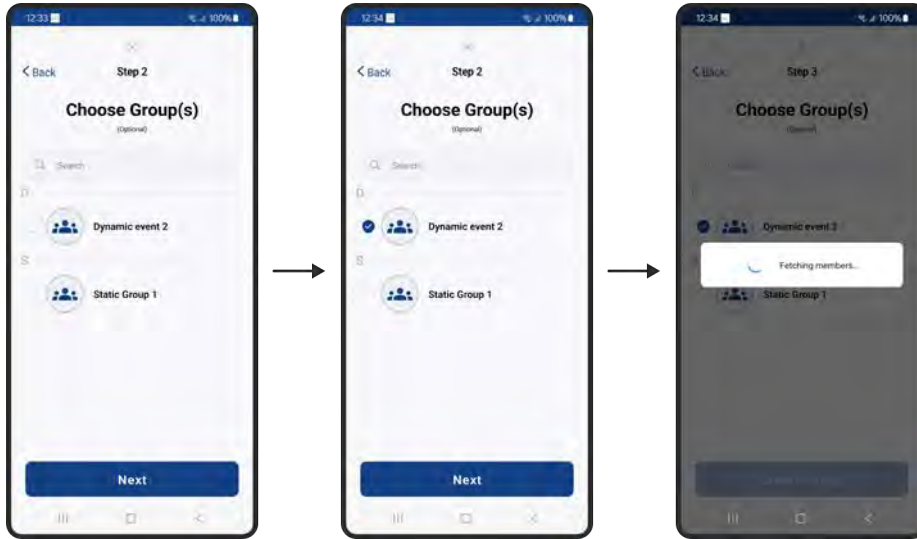 12:33
100%
< Back
Step 2
Choose Group(s)
(Optional)
Search
D
Dynamic event 2
S
Static Group 1
Next
12:34
100%
< Back
Step 2
Choose Group(s)
(Optional)
Search
D
Dynamic event 2
S
Static Group 1
Next
12:34
100%
< Back
Step 3
Choose Group(s)
(Optional)
Dynamic event 2
Fetching members...
Static Group 1